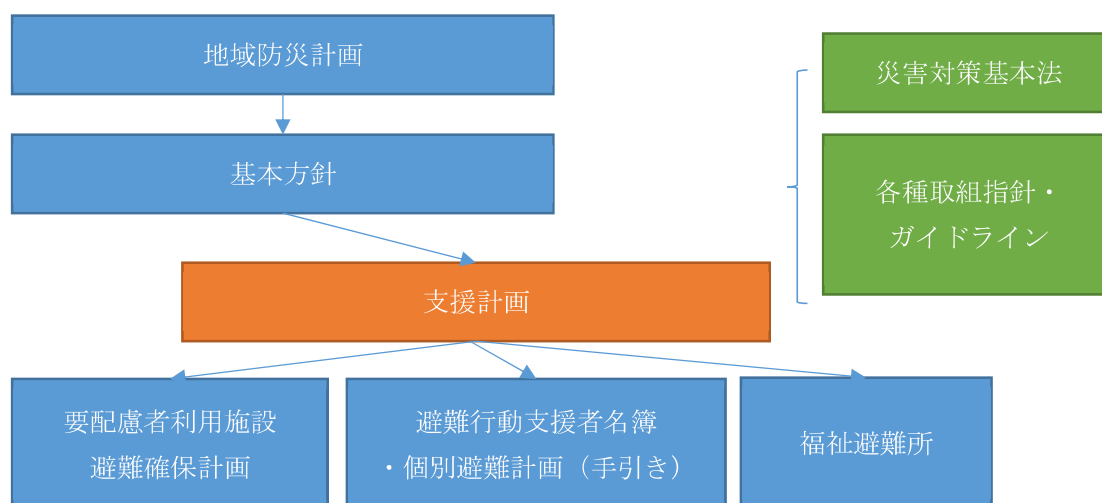 地域防災計画
災害対策基本法
基本方針
各種取組指針・
ガイドライン
支援計画
要配慮者利用施設
避難確保計画
避難行動支援者名簿
・個別避難計画（手引き）
福祉避難所